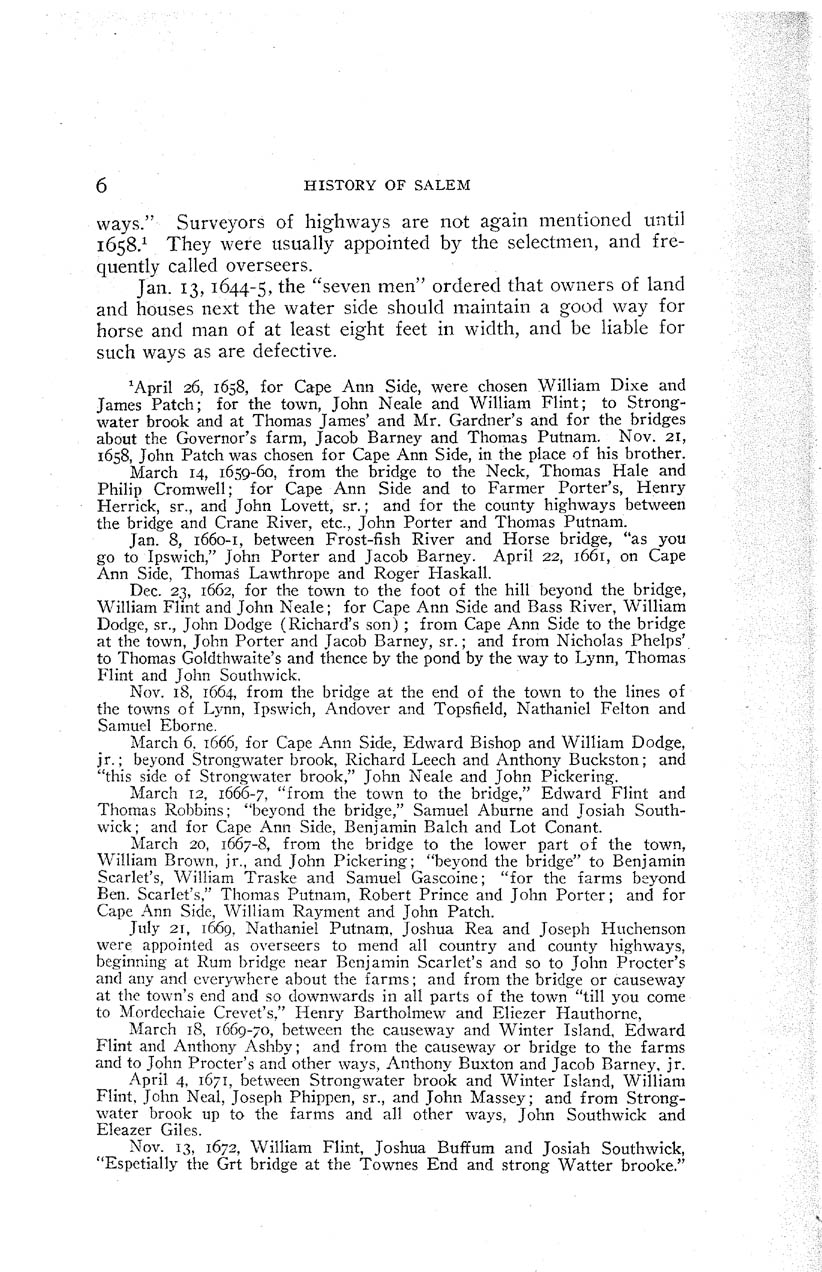 6 HISTORY OF SALEM
ways.” Surveyors of highways are not again mentioned until
1658.¹ They were usually appointed by the selectmen, and fre-
quently called overseers.
Jan. 13, 1644-5, the “seven men” ordered that owners of land
and houses next the water side should maintain a good way for
horse and man of at least eight feet in width, and be liable for
such ways as are defective.
¹April 26, 1658, for Cape Ann Side, were chosen William Dixe and
James Patch; for the town, John Neale and William Flint; to Strong-
water brook and at Thomas James’ and Mr. Gardner’s and for the bridges
about the Governor’s farm, Jacob Barney and Thomas Putnam. Nov. 21,
1658, John Patch was chosen for Cape Ann Side, in the place of his brother.
March 14, 1659-60, from the bridge to the Neck, Thomas Hale and
Philip Cromwell; for Cape Ann Side and to Farmer Porter’s, Henry
Herrick, sr., and John Lovett, sr.; and for the county highways between
the bridge and Crane River, etc., John Porter and Thomas Putnam.
Jan. 8, 1660-1, between Frost-fish River and Horse bridge, “as you
go to Ipswich,” John Porter and Jacob Barney. April 22, 1661, on Cape
Ann Side, Thomas Lawthrope and Roger Haskall.
Dec. 23, 1662, for the town to the foot of the hill beyond the bridge,
William Flint and John Neale; for Cape Ann Side and Bass River, William
Dodge, sr., John Dodge (Richard’s son); from Cape Ann Side to the bridge
at the town, John Porter and Jacob Barney, sr.; and from Nicholas Phelps’
to Thomas Goldthwaite’s and thence by the pond by the way to Lynn, Thomas
Flint and John Southwick.
Nov. 18, 1664, from the bridge at the end of the town to the lines of
the towns of Lynn, Ipswich, Andover and Topsfield, Nathaniel Felton and
Samuel Eborne.
March 6, 1666, for Cape Ann Side, Edward Bishop and William Dodge,
jr.; beyond Strongwater brook, Richard Leech and Anthony Buckston; and
“this side of Strongwater brook,” John Neale and John Pickering.
March 12, 1666-7, “from the town to the bridge,” Edward Flint and
Thomas Robbins; “beyond the bridge,” Samuel Aburne and Josiah South-
wick; and for Cape Ann Side, Benjamin Balch and Lot Conant.
March 20, 1667-8, from the bridge to the lower part of the town,
William Brown, jr., and John Pickering; “beyond the bridge” to Benjamin
Scarlet’s, William Traske and Samuel Gascoine; “for the farms beyond
Ben. Scarlet’s,” Thomas Putnam, Robert Prince and John Porter; and for
Cape Ann Side, William Rayment and John Patch.
July 21, 1669, Nathaniel Putnam, Joshua Rea and Joseph Huchenson
were appointed as overseers to mend all country and county highways,
beginning at Rum bridge near Benjamin Scarlet’s and so to John Procter’s
and any and everywhere about the farms; and from the bridge or causeway
at the town’s end and so downwards in all parts of the town “till you come
to Mordechaie Crevet’s,” Henry Bartholmew and Eliezer Hauthorne,
March 18, 1669-70, between the causeway and Winter Island, Edward
Flint and Anthony Ashby; and from the causeway or bridge to the farms
and to John Procter’s and other ways, Anthony Buxton and Jacob Barney, jr.
April 4, 1671, between Strongwater brook and Winter Island, William
Flint, John Neal, Joseph Phippen, sr., and John Massey; and from Strong-
water brook up to the farms and all other ways, John Southwick and
Eleazer Giles.
Nov. 13, 1672, William Flint, Joshua Buffum and Josiah Southwick,
“Espetially the Grt bridge at the Townes End and strong Watter brooke.”